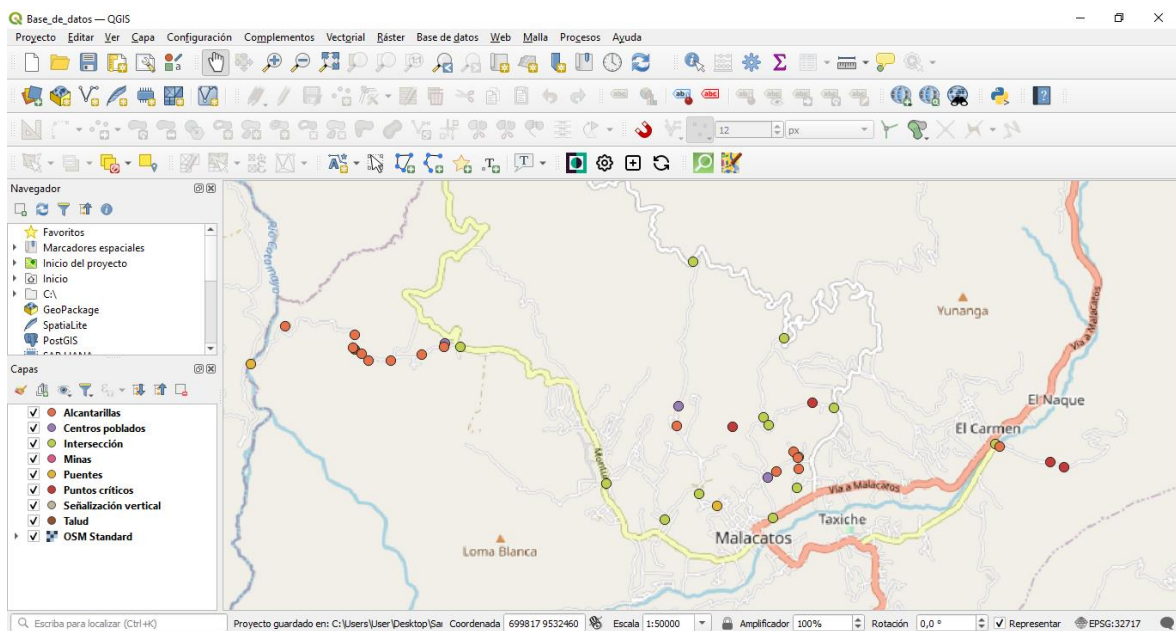 Base_de_datos — QGIS
Proyecto Editar Ver Capa Configuración Complementos Vectorial Ráster Base de datos Web Malla Procesos Ayuda
abc
12 px
Navegador
Favoritos
Marcadores espaciales
Inicio del proyecto
Inicio
C:\
GeoPackage
SpatiaLite
PostGIS
SAP HANA
Capas
Alcantarillas
Centros poblados
Intersección
Minas
Puentes
Puntos críticos
Señalización vertical
Talud
OSM Standard
Yunanga
Vía a Malacatos
El Naque
El Carmen
Vía a Malacatos
Taxiche
Malacatos
Loma Blanca
Escriba para localizar (Ctrl+K) Proyecto guardado en: C:\Users\User\Desktop\Sa Coordenada 699817 9532460 Escala 1:50000 Amplificador 100% Rotación 0,0 ° Representar EPSG:32717